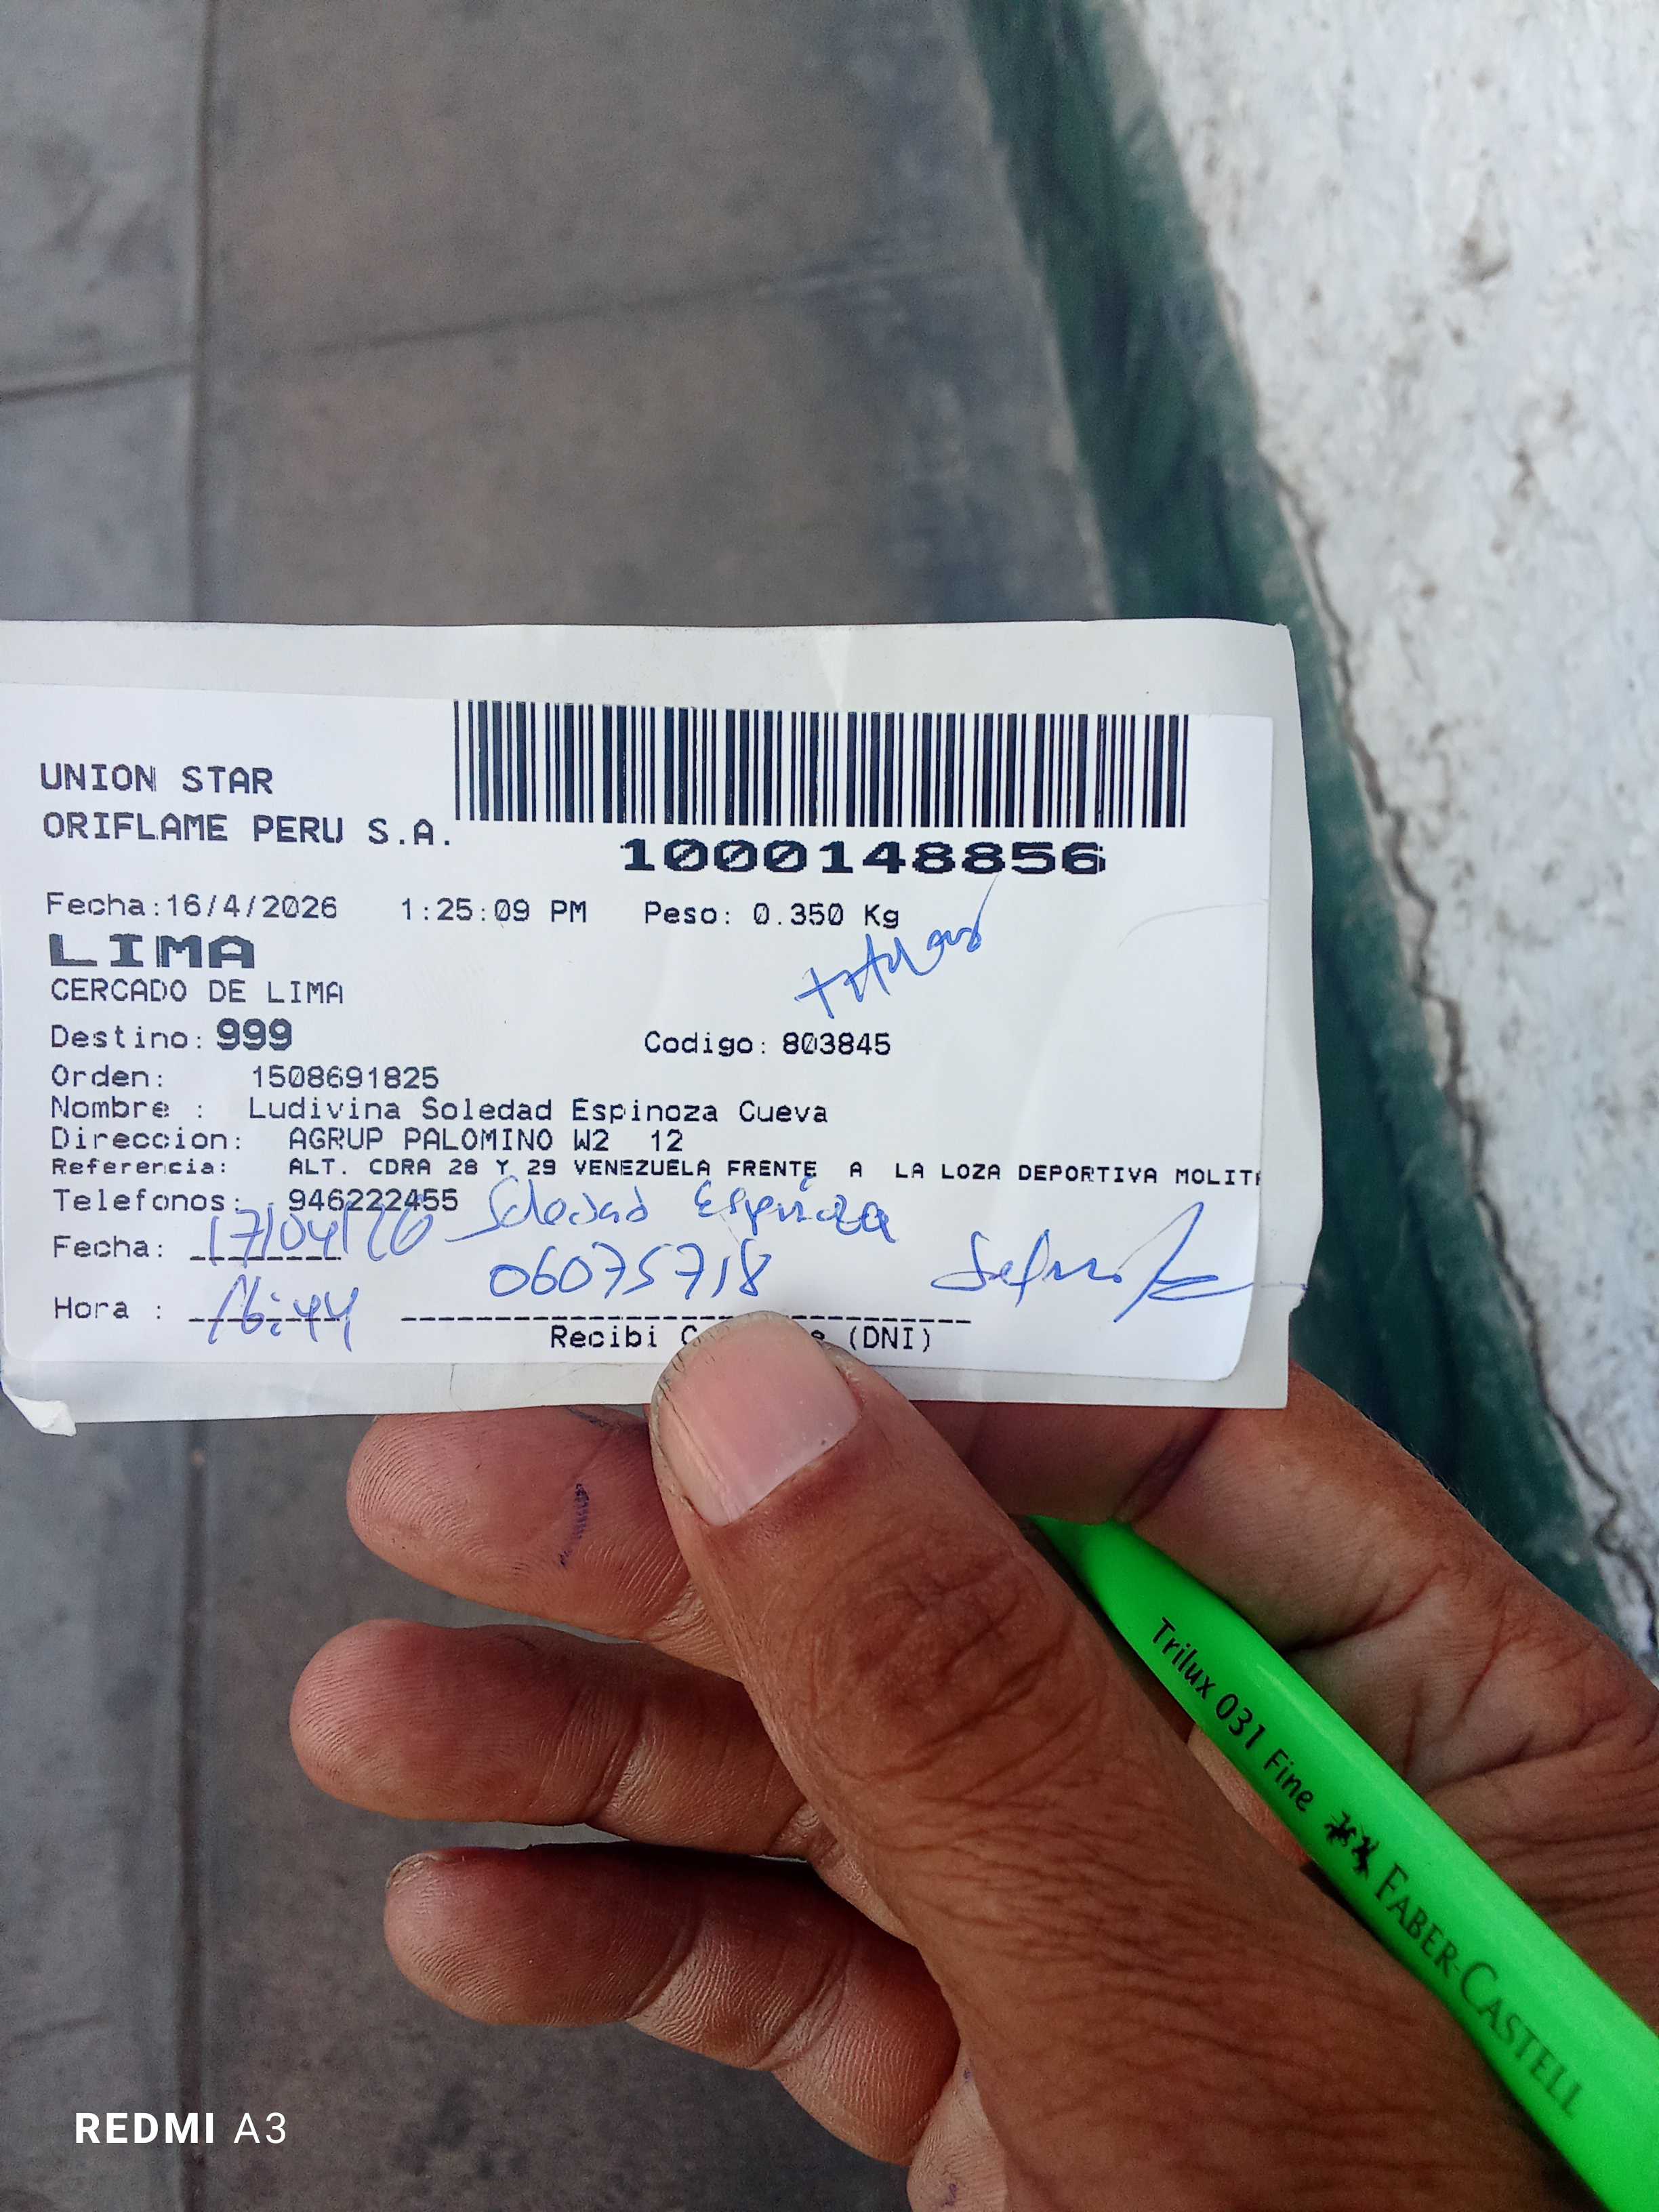 UNION STAR
ORIFLAME PERU S.A.
1000148856
Fecha:16/4/2026 1:25:09 PM Peso: 0.350 Kg
LIMA
CERCADO DE LIMA
Destino: 999 Codigo: 803845
Orden: 1508691825
Nombre : Ludivina Soledad Espinoza Cueva
Direccion: AGRUP PALOMINO W2 12
Referencia: ALT. CDRA 28 Y 29 VENEZUELA FRENTE A LA LOZA DEPORTIVA MOLIT
Telefonos: 946222455
Soledad Espinoza
Fecha: 17/04/26
06075718
Hora : 16:44
Recibi (DNI)
Trilux 031 Fine FABER-CASTELL
REDMI A3